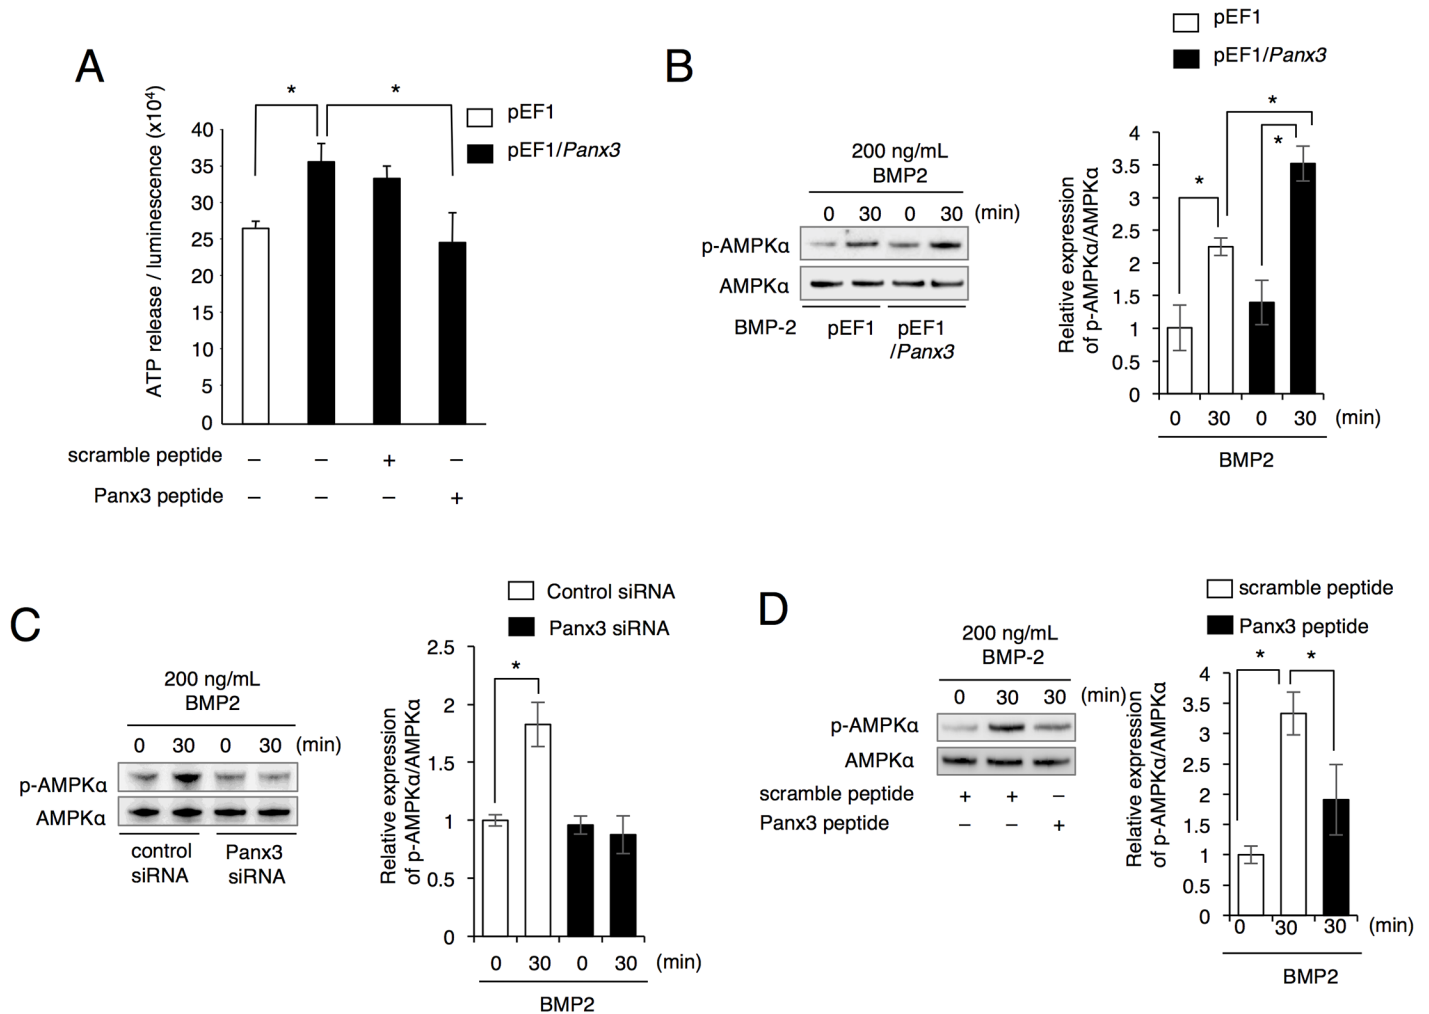 A
* *
pEF1
pEF1/Panx3
ATP release / luminescence (x10⁴)
40
35
30
25
20
15
10
5
0
scramble peptide – – + –
Panx3 peptide – – – +
B
pEF1
pEF1/Panx3
200 ng/mL
BMP2
0 30 0 30 (min)
p-AMPKα
AMPKα
BMP-2 pEF1 pEF1
/Panx3
Relative expression
of p-AMPKα/AMPKα
4
3.5
3
2.5
2
1.5
1
0.5
0
*
*
*
0 30 0 30 (min)
BMP2
C
Control siRNA
Panx3 siRNA
200 ng/mL
BMP2
0 30 0 30 (min)
p-AMPKα
AMPKα
control Panx3
siRNA siRNA
Relative expression
of p-AMPKα/AMPKα
2.5
2
1.5
1
0.5
0
*
0 30 0 30 (min)
BMP2
D
scramble peptide
Panx3 peptide
200 ng/mL
BMP-2
0 30 30 (min)
p-AMPKα
AMPKα
scramble peptide + + –
Panx3 peptide – – +
Relative expression
of p-AMPKα/AMPKα
* *
4
3.5
3
2.5
2
1.5
1
0.5
0
0 30 30 (min)
BMP2